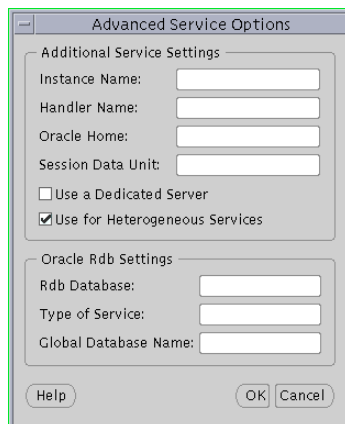 Advanced Service Options
Additional Service Settings
Instance Name:
Handler Name:
Oracle Home:
Session Data Unit:
Use a Dedicated Server
Use for Heterogeneous Services
Oracle Rdb Settings
Rdb Database:
Type of Service:
Global Database Name:
Help OK Cancel